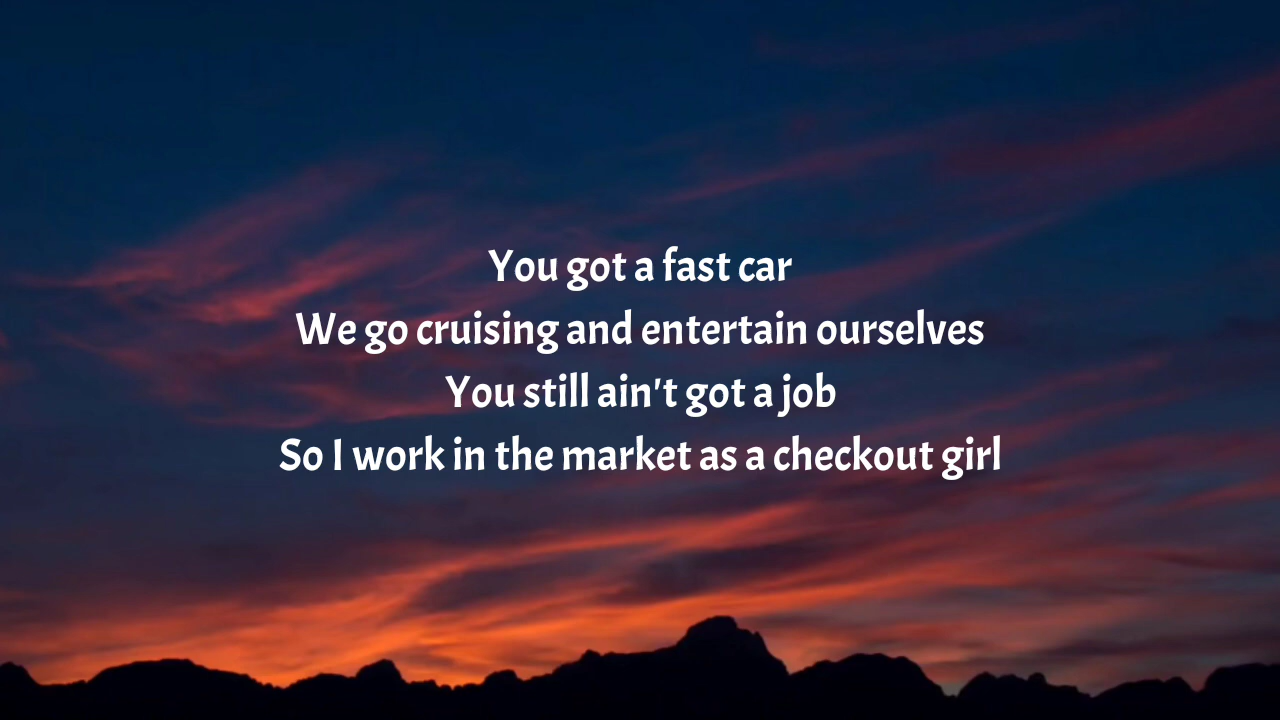 You got a fast car
We go cruising and entertain ourselves
You still ain't got a job
So I work in the market as a checkout girl